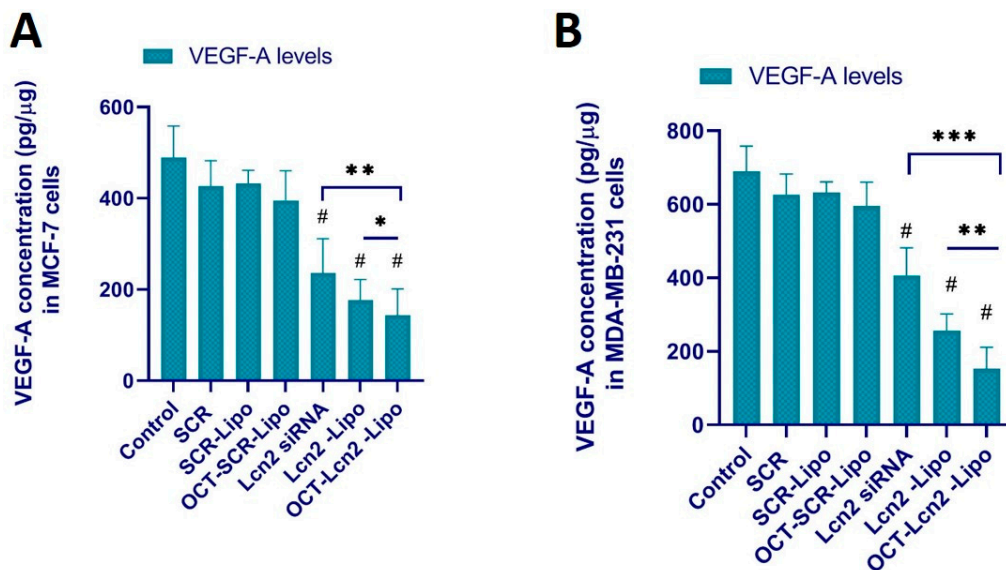 A
VEGF-A levels
VEGF-A concentration (pg/μg)
in MCF-7 cells
600
400
200
0
**
*
#
#
#
Control
SCR
SCR-Lipo
OCT-SCR-Lipo
Lcn2 siRNA
Lcn2 -Lipo
OCT-Lcn2 -Lipo
B
VEGF-A levels
VEGF-A concentration (pg/μg)
in MDA-MB-231 cells
800
600
400
200
0
***
**
#
#
#
Control
SCR
SCR-Lipo
OCT-SCR-Lipo
Lcn2 siRNA
Lcn2 -Lipo
OCT-Lcn2 -Lipo